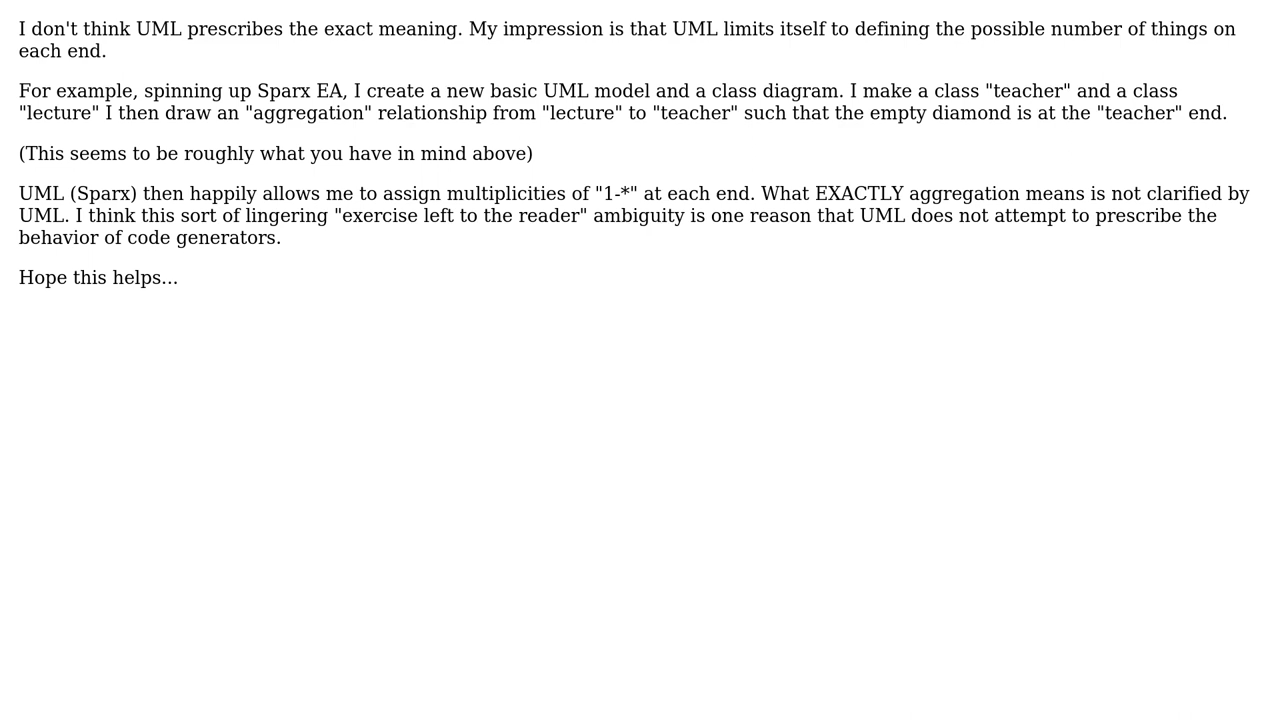 I don't think UML prescribes the exact meaning. My impression is that UML limits itself to defining the possible number of things on
each end.
For example, spinning up Sparx EA, I create a new basic UML model and a class diagram. I make a class "teacher" and a class
"lecture" I then draw an "aggregation" relationship from "lecture" to "teacher" such that the empty diamond is at the "teacher" end.
(This seems to be roughly what you have in mind above)
UML (Sparx) then happily allows me to assign multiplicities of "1-*" at each end. What EXACTLY aggregation means is not clarified by
UML. I think this sort of lingering "exercise left to the reader" ambiguity is one reason that UML does not attempt to prescribe the
behavior of code generators.
Hope this helps...